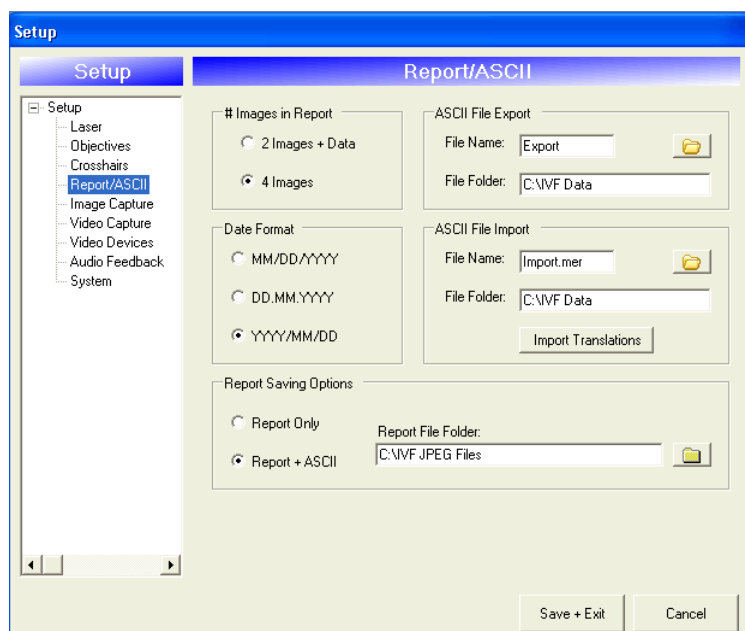 Setup
Setup
Report/ASCII
Setup
Laser
Objectives
Crosshairs
Report/ASCII
Image Capture
Video Capture
Video Devices
Audio Feedback
System
# Images in Report
2 Images + Data
4 Images
ASCII File Export
File Name: Export
File Folder: C:\IVF Data
Date Format
MM/DD/YYYY
DD.MM.YYYY
YYYY/MM/DD
ASCII File Import
File Name: Import.mer
File Folder: C:\IVF Data
Import Translations
Report Saving Options
Report Only
Report + ASCII
Report File Folder:
C:\IVF JPEG Files
Save + Exit
Cancel